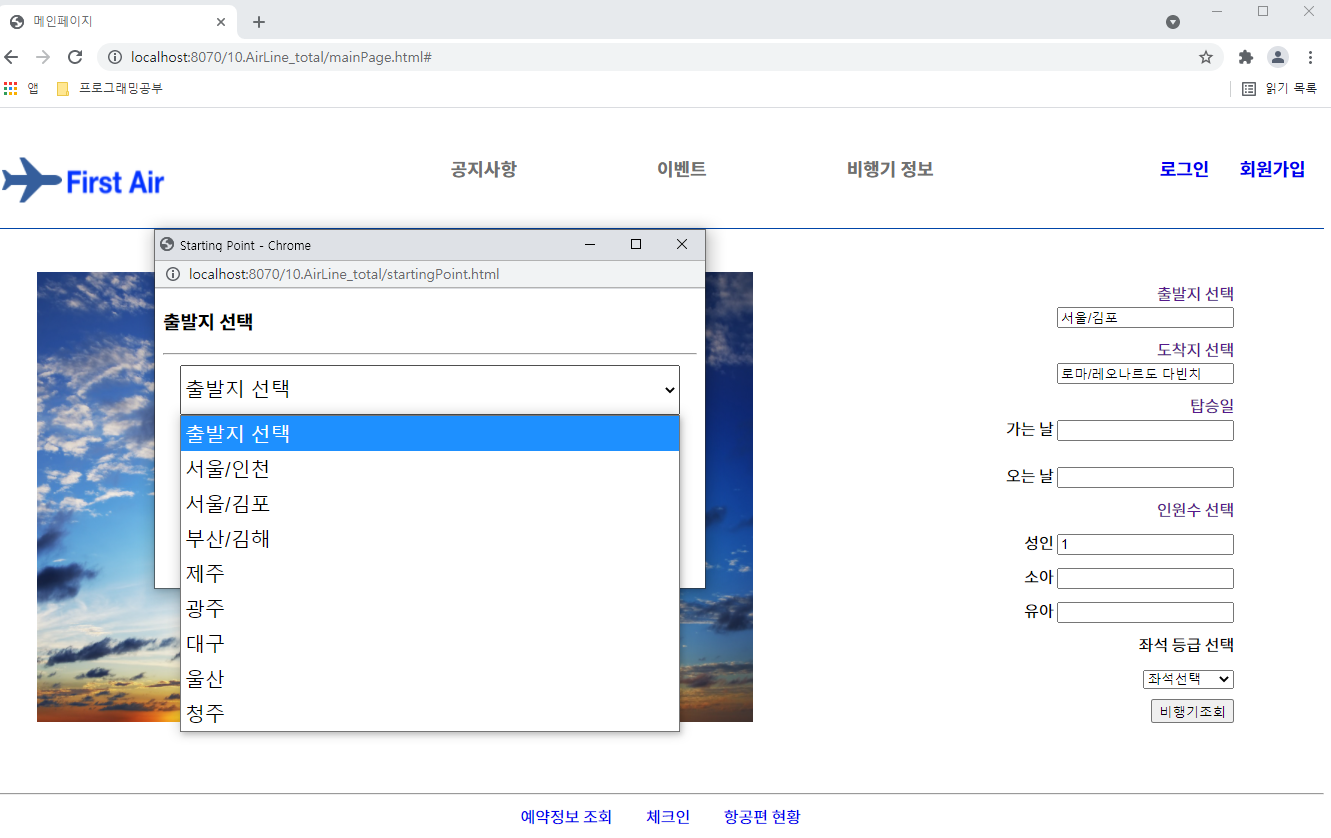 메인페이지
localhost:8070/10.AirLine_total/mainPage.html#
앱 프로그래밍공부 읽기 목록
First Air 공지사항 이벤트 비행기 정보 로그인 회원가입
Starting Point - Chrome
localhost:8070/10.AirLine_total/startingPoint.html
출발지 선택
출발지 선택
출발지 선택
서울/인천
서울/김포
부산/김해
제주
광주
대구
울산
청주
출발지 선택
서울/김포
도착지 선택
로마/레오나르도 다빈치
탑승일
가는 날
오는 날
인원수 선택
성인 1
소아
유아
좌석 등급 선택
좌석선택
비행기조회
예약정보 조회 체크인 항공편 현황